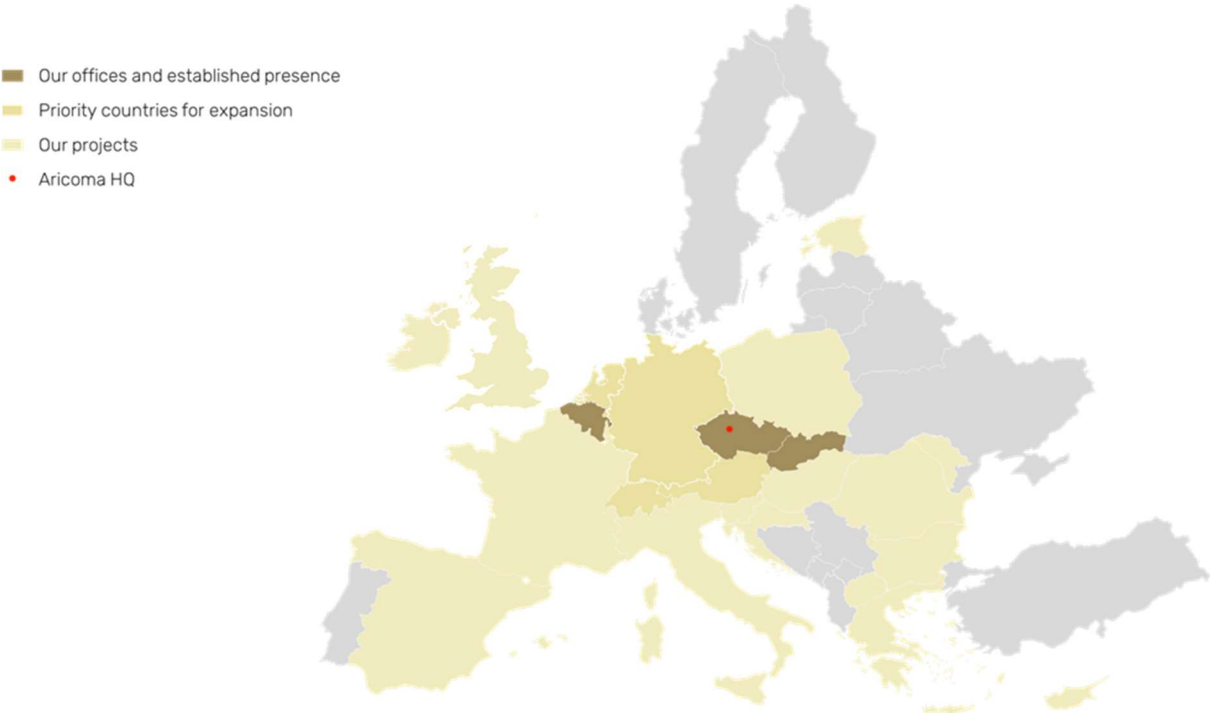 Our offices and established presence
Priority countries for expansion
Our projects
Aricoma HQ